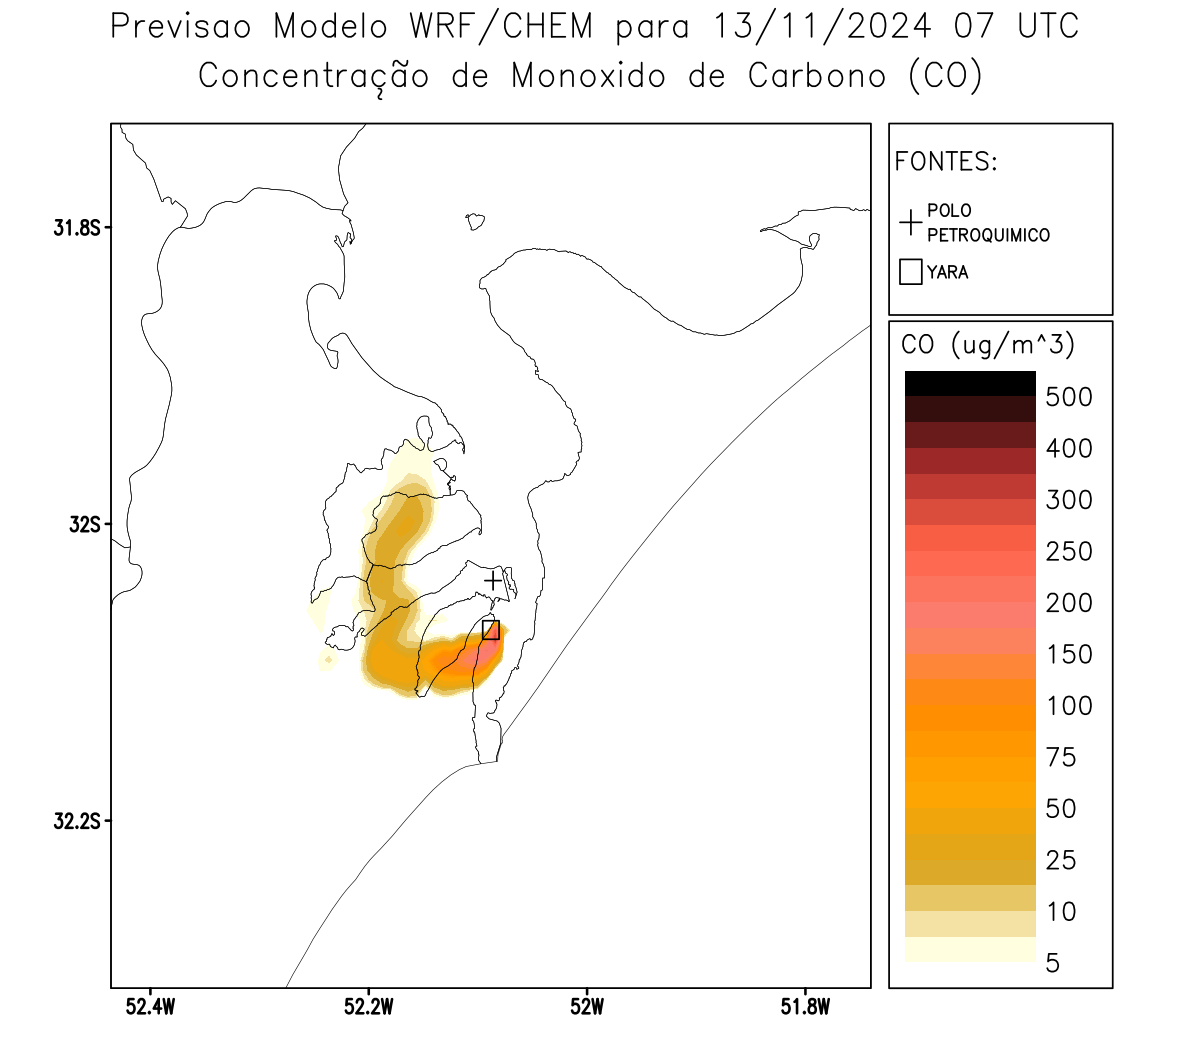 Previsao Modelo WRF/CHEM para 13/11/2024 07 UTC
Concentração de Monoxido de Carbono (CO)
FONTES:
POLO
PETROQUIMICO
YARA
CO (ug/m^3)
500
400
300
250
200
150
100
75
50
25
10
5
31.8S
32S
32.2S
52.4W
52.2W
52W
51.8W